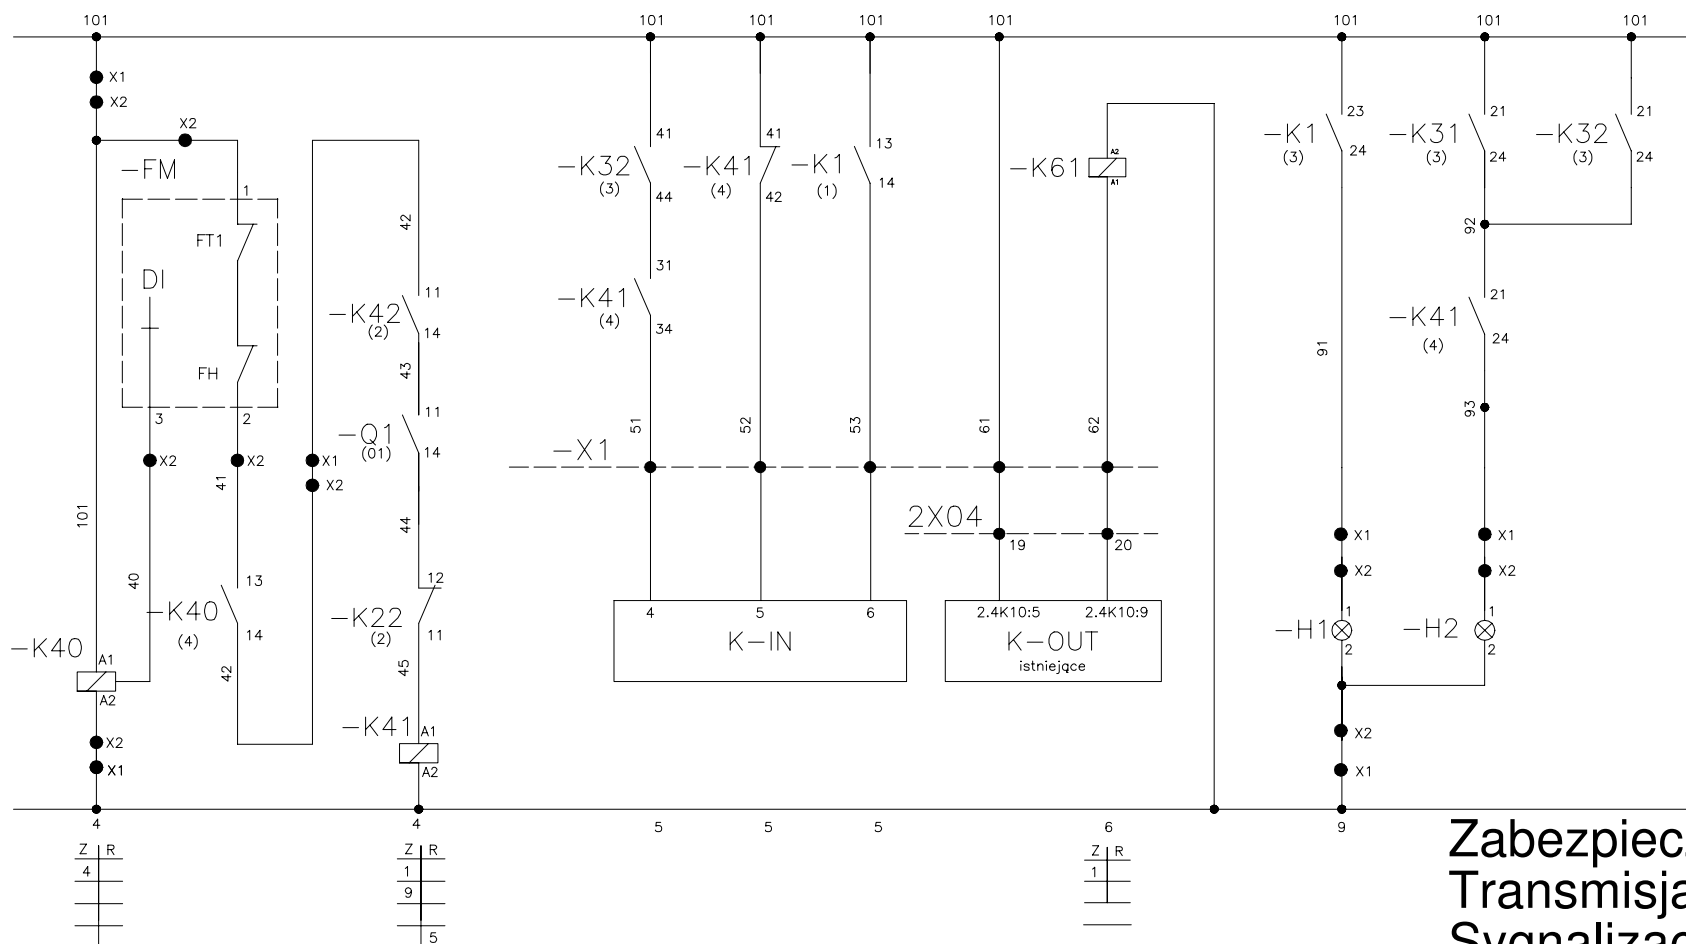 101 101 101 101 101 101 101 101
X1
X2
X2
-FM
1
FT1
DI
FH
3 2
X2 X2 X1
X2
101
40
41
42
-K40
(4)
13
14
-K40
A1
A2
X2
X1
42
-K42
(2)
11
14
43
-Q1
(01)
11
14
44
-K22
(2)
12
11
45
-K41
A1
A2
-K32
(3)
41
44
-K41
(4)
31
34
51
-K41
(4)
41
42
52
-K1
(1)
13
14
53
61
-K61
A2
A1
62
-X1
2X04
19 20
4 5 6
K-IN
2.4K10:5 2.4K10:9
K-OUT
istniejące
-K1
(3)
23
24
91
-K31
(3)
21
24
-K32
(3)
21
24
92
-K41
(4)
21
24
93
X1 X1
X2 X2
-H1
1
2
-H2
1
2
X2
X1
4 4 5 5 5 6 9
Z R
4
Z R
1
9
5
Z R
1
Zabezpiec
Transmisja
Sygnalizac